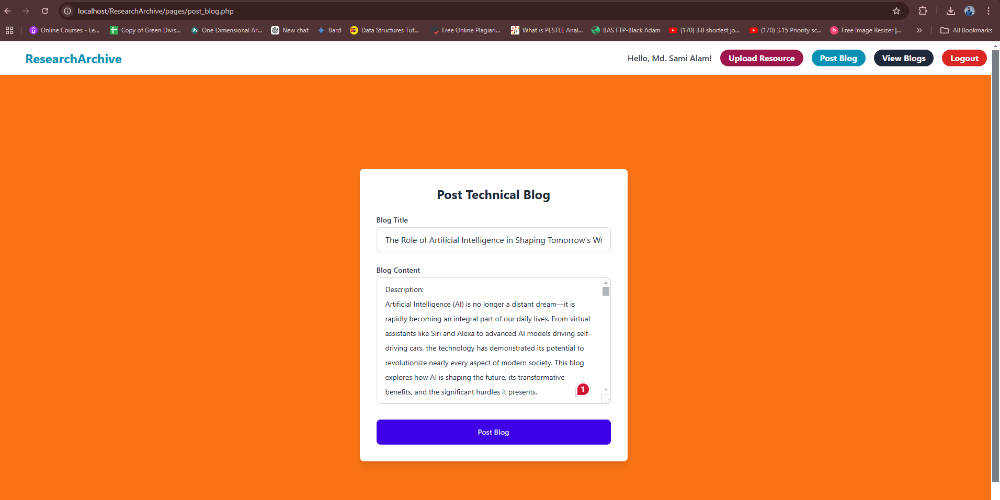 localhost/ResearchArchive/pages/post_blog.php
Online Courses - Le... Copy of Green Divis... One Dimensional Ar... New chat Bard Data Structures Tut... Free Online Plagiari... What is PESTLE Anal... BAS FTP-Black Adam (170) 3.8 shortest jo... (170) 3.15 Priority sc... Free Image Resizer |... » All Bookmarks
ResearchArchive Hello, Md. Sami Alam! Upload Resource Post Blog View Blogs Logout
Post Technical Blog
Blog Title
The Role of Artificial Intelligence in Shaping Tomorrow's Wo
Blog Content
Description:
Artificial Intelligence (AI) is no longer a distant dream—it is
rapidly becoming an integral part of our daily lives. From virtual
assistants like Siri and Alexa to advanced AI models driving self-
driving cars, the technology has demonstrated its potential to
revolutionize nearly every aspect of modern society. This blog
explores how AI is shaping the future, its transformative
benefits, and the significant hurdles it presents.
1
Post Blog